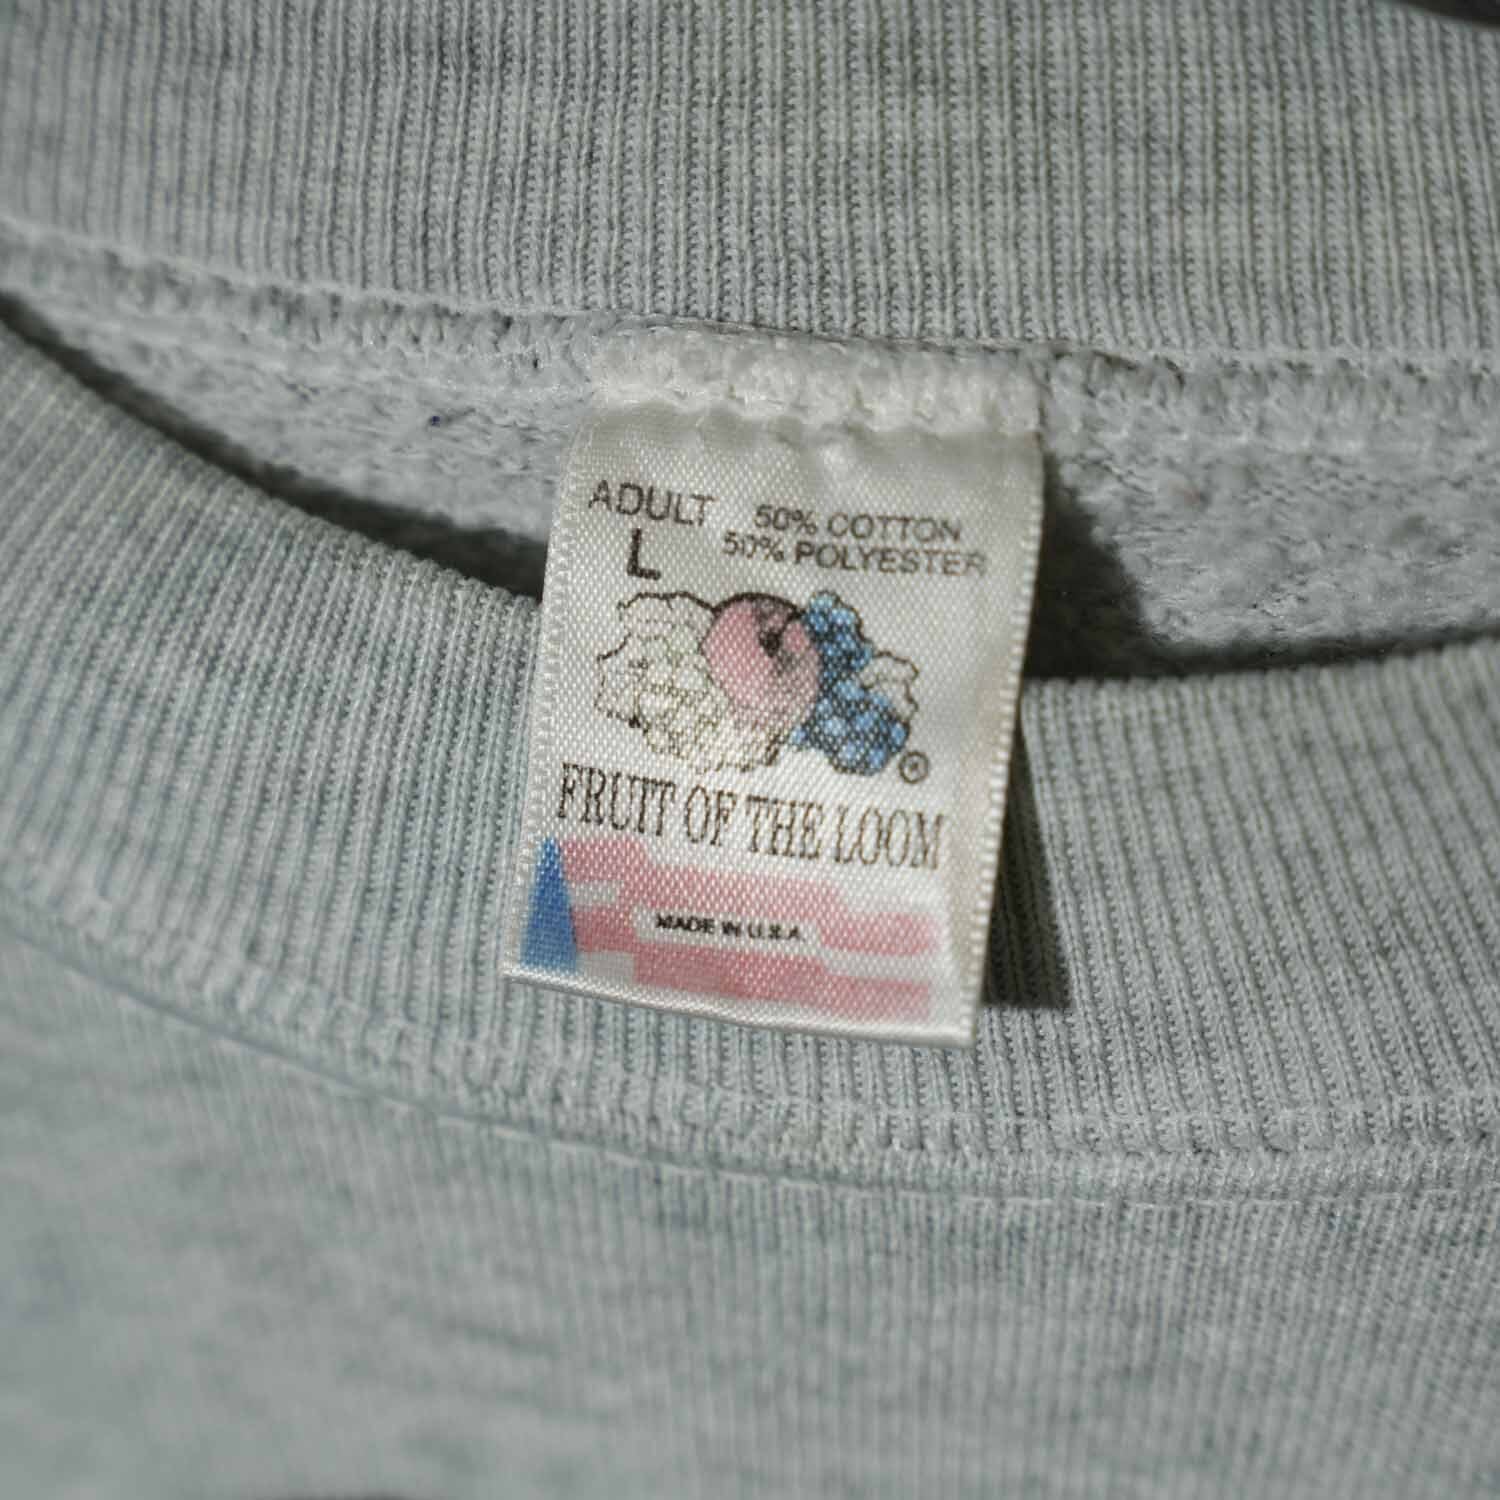 ADULT
L
50% COTTON
50% POLYESTER
®
FRUIT OF THE LOOM
MADE IN U.S.A.